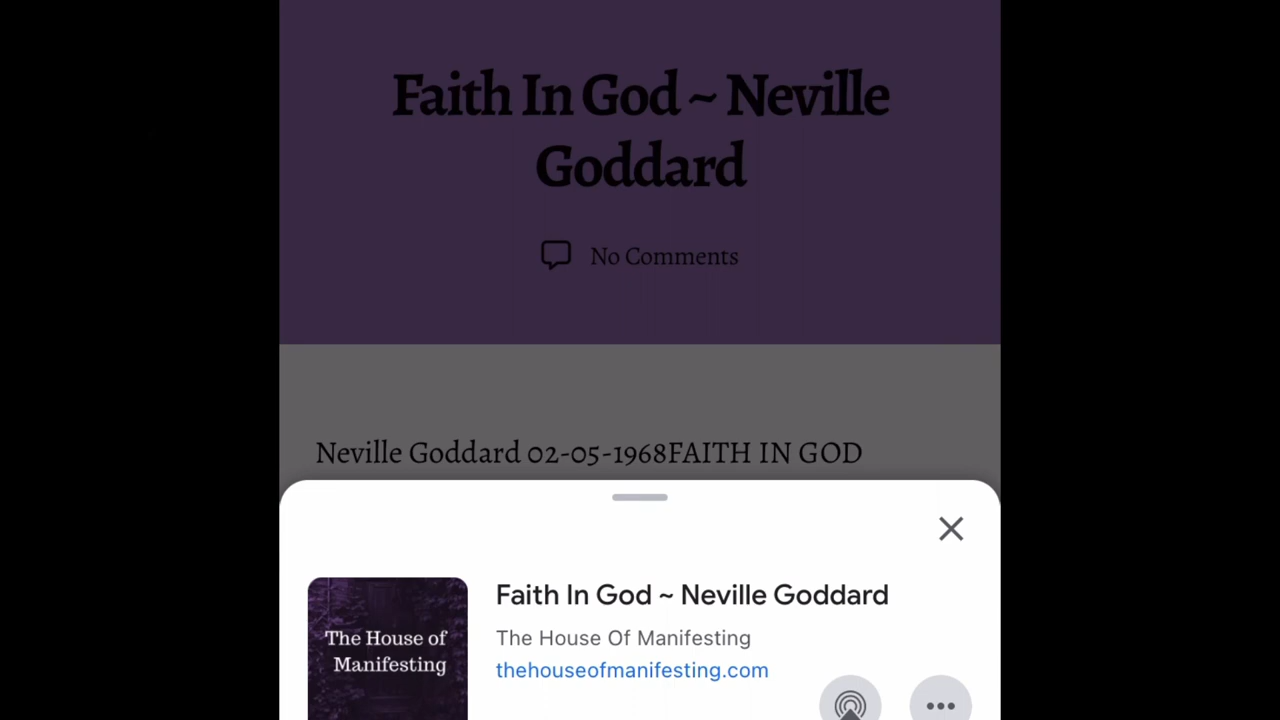 Faith In God ~ Neville
Goddard
No Comments
Neville Goddard 02-05-1968FAITH IN GOD
The House of
Manifesting
Faith In God ~ Neville Goddard
The House Of Manifesting
thehouseofmanifesting.com